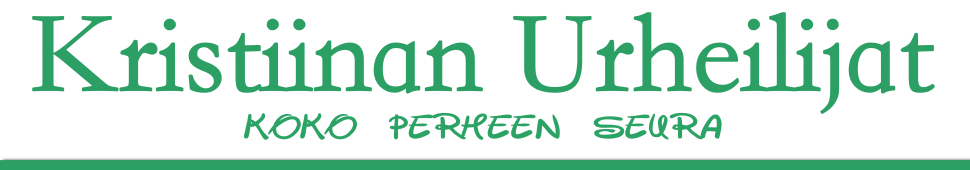 Kristiinan Urheilijat
KOKO PERHEEN SEURA